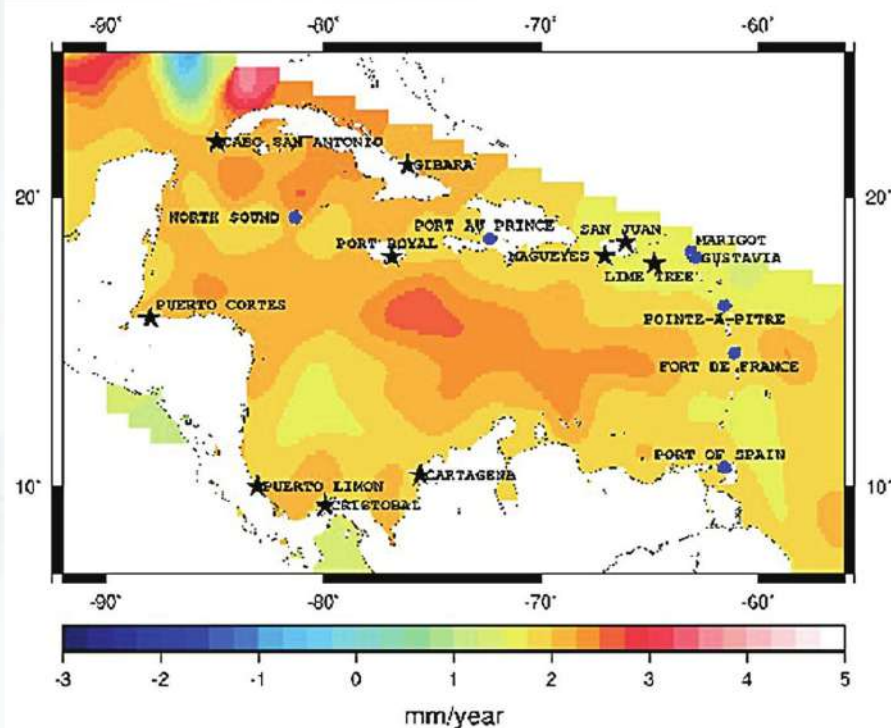 -90° -80° -70° -60°
CABO SAN ANTONIO
GIBARA
20° 20°
NORTH SOUND
PORT AU PRINCE
SAN JUAN
PORT ROYAL
MAGUEYES
MARIGOT
GUSTAVIA
LIME TREE
PUERTO CORTES
POINTE-A-PITRE
FORT DE FRANCE
PORT OF SPAIN
CARTAGENA
10° 10°
PUERTO LIMON
CRISTOBAL
-90° -80° -70° -60°
-3 -2 -1 0 1 2 3 4 5
mm/year